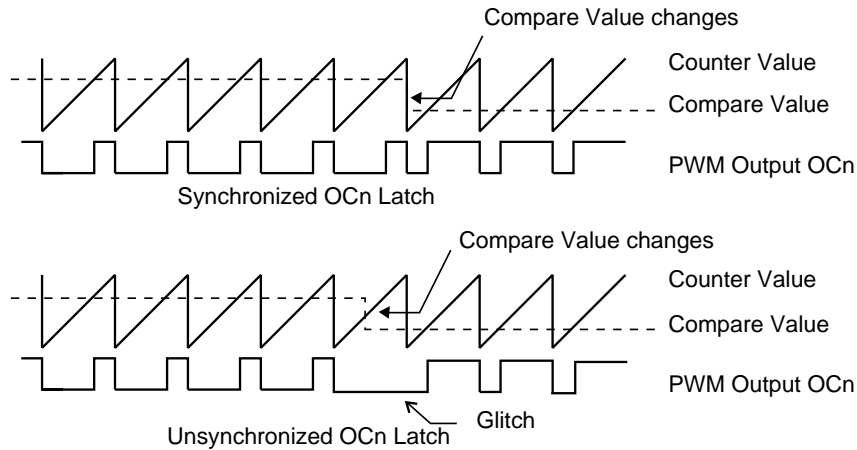 Compare Value changes
Counter Value
Compare Value
PWM Output OCn
Synchronized OCn Latch
Compare Value changes
Counter Value
Compare Value
PWM Output OCn
Glitch
Unsynchronized OCn Latch